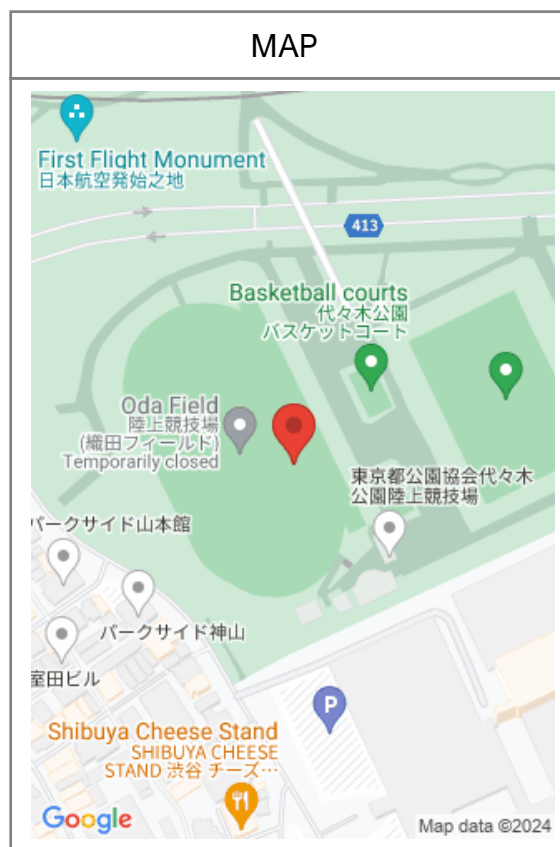 MAP
First Flight Monument
日本航空発始之地
413
Basketball courts
代々木公園
バスケットコート
Oda Field
陸上競技場
(織田フィールド)
Temporarily closed
東京都公園協会代々木
公園陸上競技場
パークサイド山本館
パークサイド神山
室田ビル
P
Shibuya Cheese Stand
SHIBUYA CHEESE
STAND 渋谷 チーズ…
Google
Map data ©2024